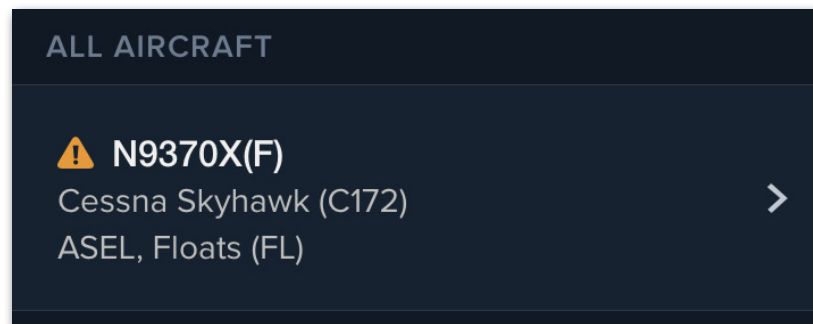 ALL AIRCRAFT
N9370X(F)
Cessna Skyhawk (C172)
ASEL, Floats (FL)